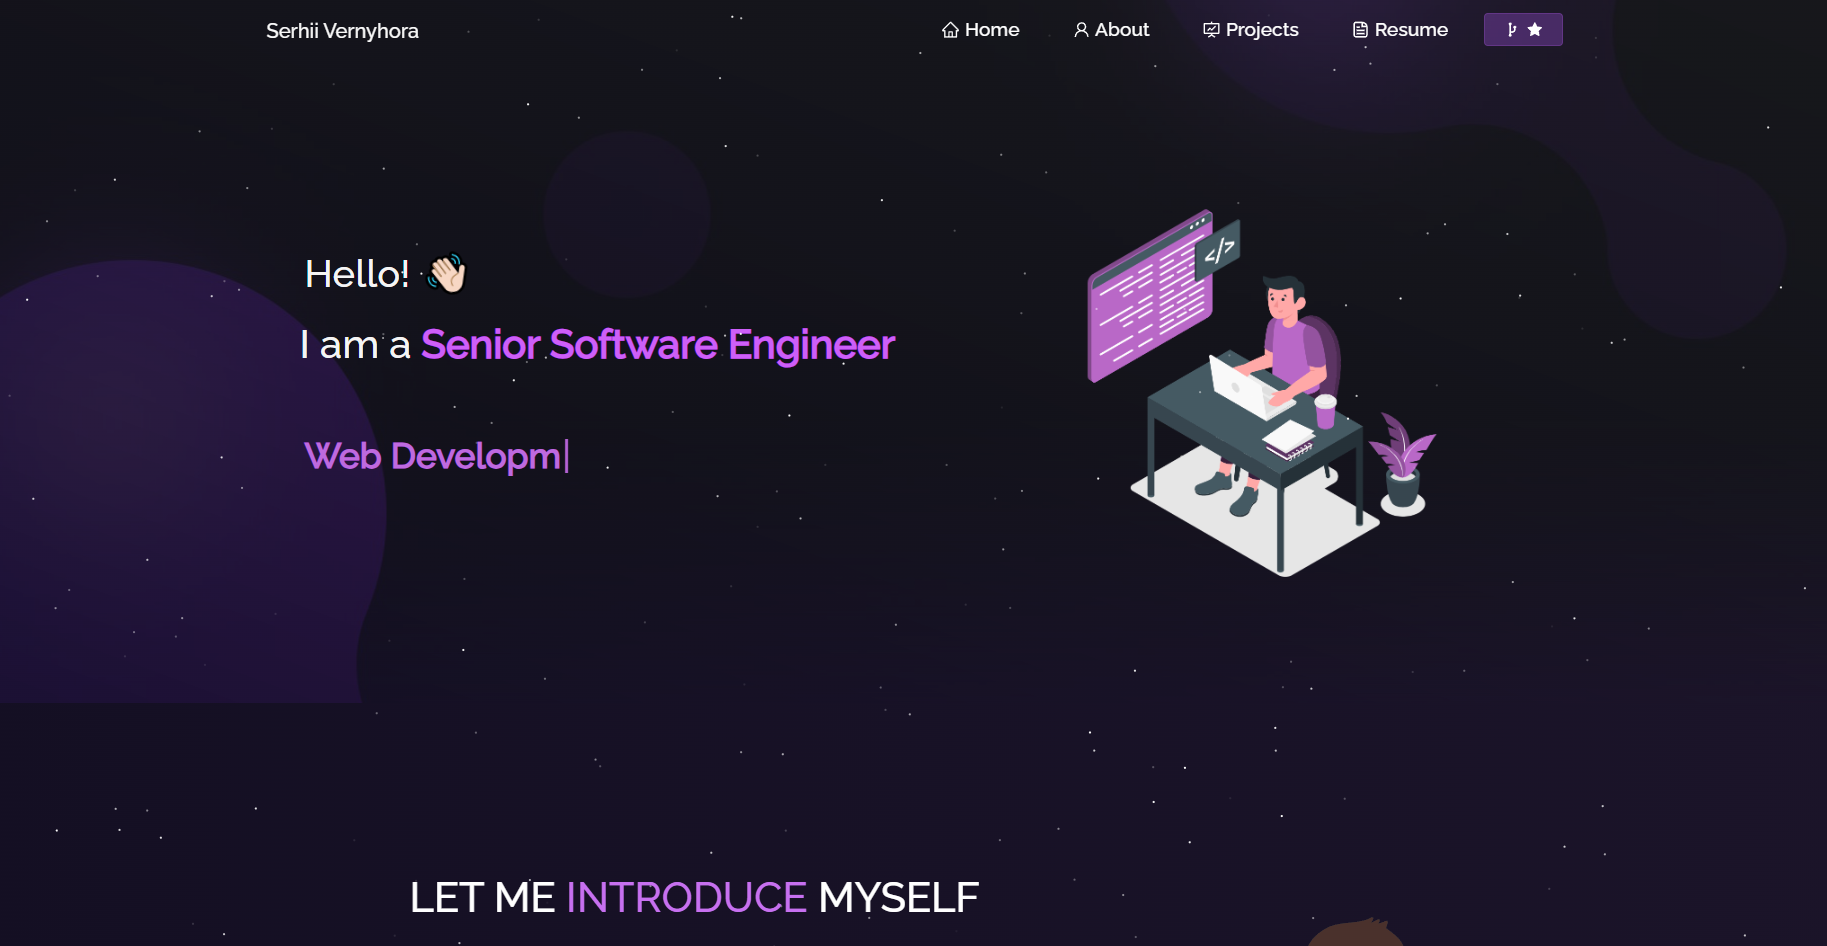 Serhii Vernyhora
Home
About
Projects
Resume
Hello! 👋🏻
I am a Senior Software Engineer
</>
Web Developm|
LET ME INTRODUCE MYSELF